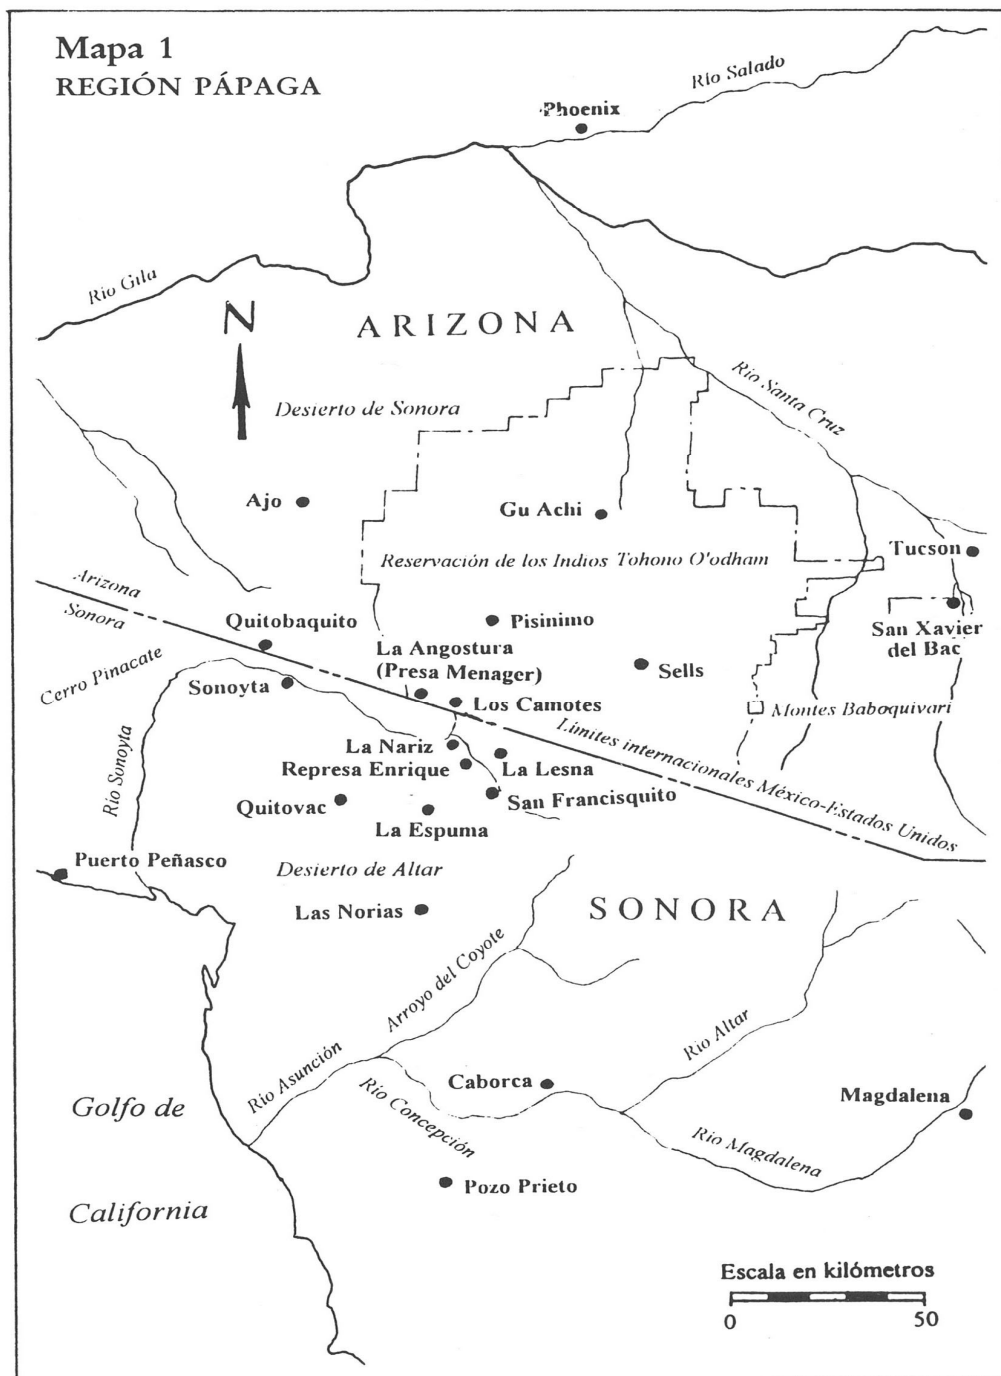 Mapa 1
REGIÓN PÁPAGA
Río Salado
Phoenix
Río Gila
N
ARIZONA
Río Santa Cruz
Desierto de Sonora
Ajo
Gu Achi
Tucson
Reservación de los Indios Tohono O'odham
Arizona
Sonora
Quitobaquito
Pisinimo
San Xavier
del Bac
La Angostura
(Presa Menager)
Sells
Cerro Pinacate
Sonoyta
Los Camotes
Montes Baboquivari
Límites internacionales México-Estados Unidos
Río Sonoyta
La Nariz
Represa Enrique
La Lesna
Quitovac
San Francisquito
La Espuma
Puerto Peñasco
Desierto de Altar
Las Norias
SONORA
Arroyo del Coyote
Río Altar
Río Asunción
Caborca
Río Concepción
Magdalena
Golfo de
California
Río Magdalena
Pozo Prieto
Escala en kilómetros
0 50